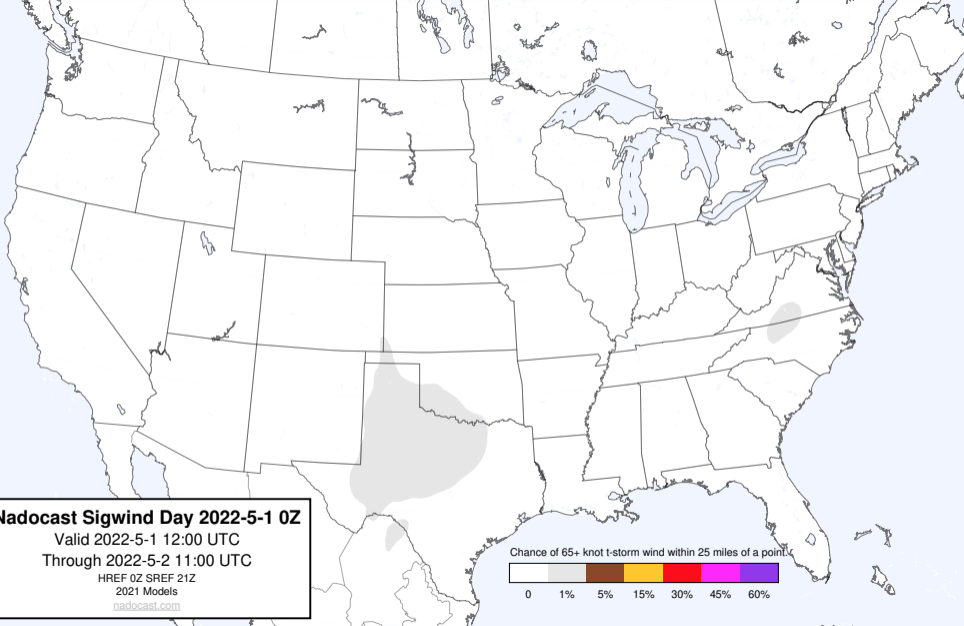 Nadocast Sigwind Day 2022-5-1 0Z
Valid 2022-5-1 12:00 UTC
Through 2022-5-2 11:00 UTC
HREF 0Z SREF 21Z
2021 Models
nadocast.com
Chance of 65+ knot t-storm wind within 25 miles of a point.
0 1% 5% 15% 30% 45% 60%